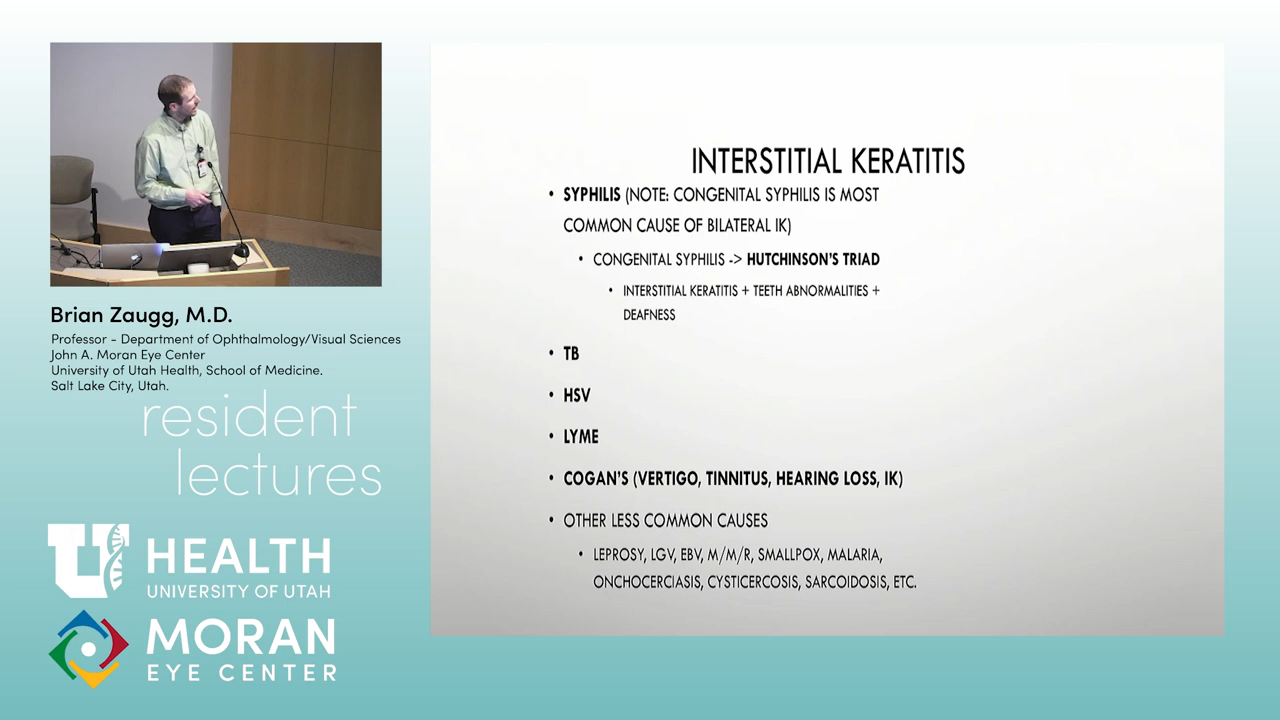 INTERSTITIAL KERATITIS
• SYPHILIS (NOTE: CONGENITAL SYPHILIS IS MOST
COMMON CAUSE OF BILATERAL IK)
• CONGENITAL SYPHILIS -> HUTCHINSON'S TRIAD
• INTERSTITIAL KERATITIS + TEETH ABNORMALITIES +
DEAFNESS
• TB
• HSV
• LYME
• COGAN'S (VERTIGO, TINNITUS, HEARING LOSS, IK)
• OTHER LESS COMMON CAUSES
• LEPROSY, LGV, EBV, M/M/R, SMALLPOX, MALARIA,
ONCHOCERCIASIS, CYSTICERCOSIS, SARCOIDOSIS, ETC.
Brian Zaugg, M.D.
Professor - Department of Ophthalmology/Visual Sciences
John A. Moran Eye Center
University of Utah Health, School of Medicine.
Salt Lake City, Utah.
resident
lectures
U HEALTH
UNIVERSITY OF UTAH
MORAN
EYE CENTER